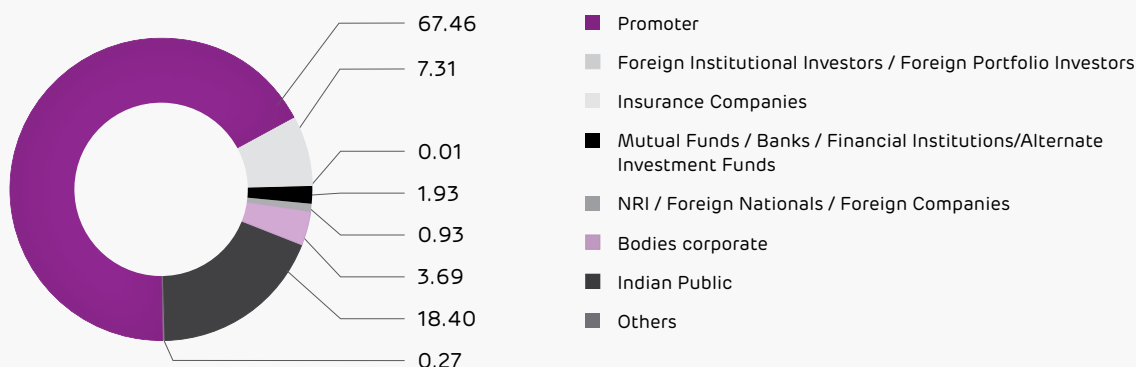 67.46
7.31
0.01
1.93
0.93
3.69
18.40
0.27
Promoter
Foreign Institutional Investors / Foreign Portfolio Investors
Insurance Companies
Mutual Funds / Banks / Financial Institutions/Alternate
Investment Funds
NRI / Foreign Nationals / Foreign Companies
Bodies corporate
Indian Public
Others